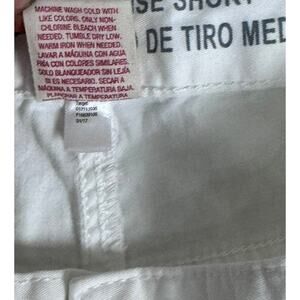 MACHINE WASH COLD WITH
LIKE COLORS. ONLY NON-
CHLORINE BLEACH WHEN
NEEDED. TUMBLE DRY LOW.
WARM IRON WHEN NEEDED.
LAVAR A MÁQUINA CON AGUA
FRÍA CON COLORES SIMILARES.
SOLO BLANQUEADOR SIN LEJÍA
SI ES NECESARIO. SECAR A
MÁQUINA A TEMPERATURA BAJA.
PLANCHAR A TEMPERATURA
SE SHORT
DE TIRO MED
Target